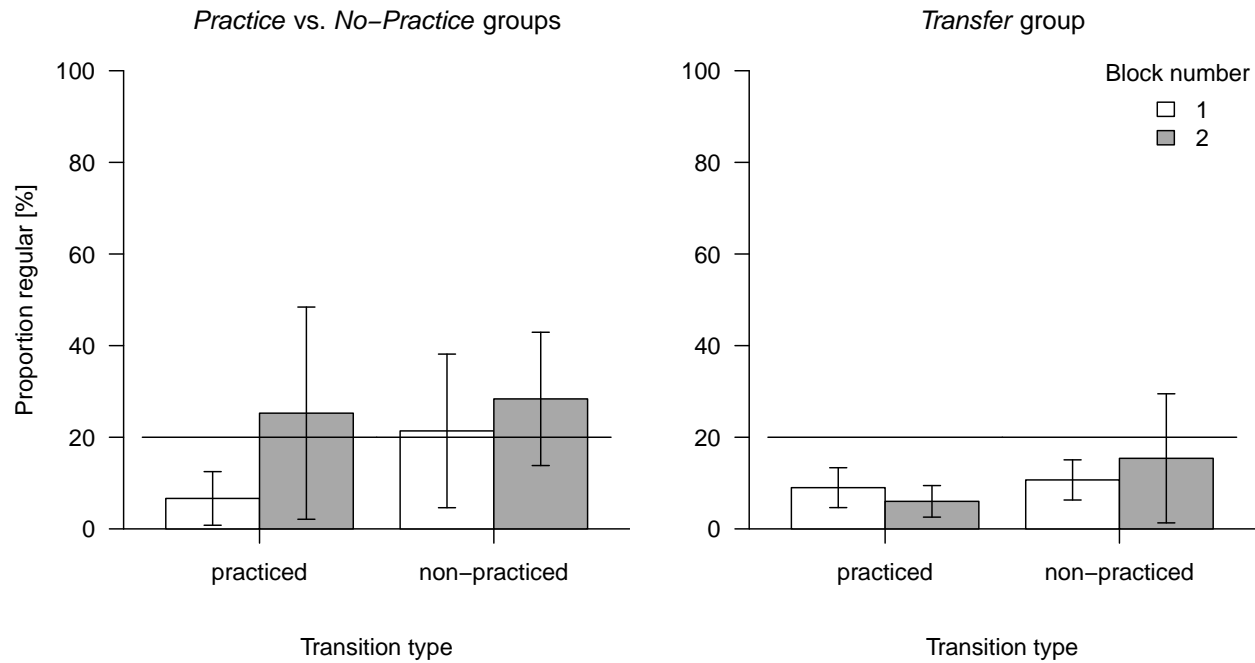 Practice vs. No−Practice groups
Proportion regular [%]
100
80
60
40
20
0
practiced
non−practiced
Transition type
Transfer group
100
80
60
40
20
0
Block number
1
2
practiced
non−practiced
Transition type